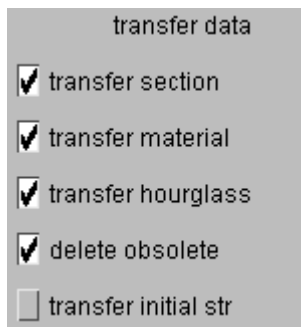 transfer data
transfer section
transfer material
transfer hourglass
delete obsolete
transfer initial str